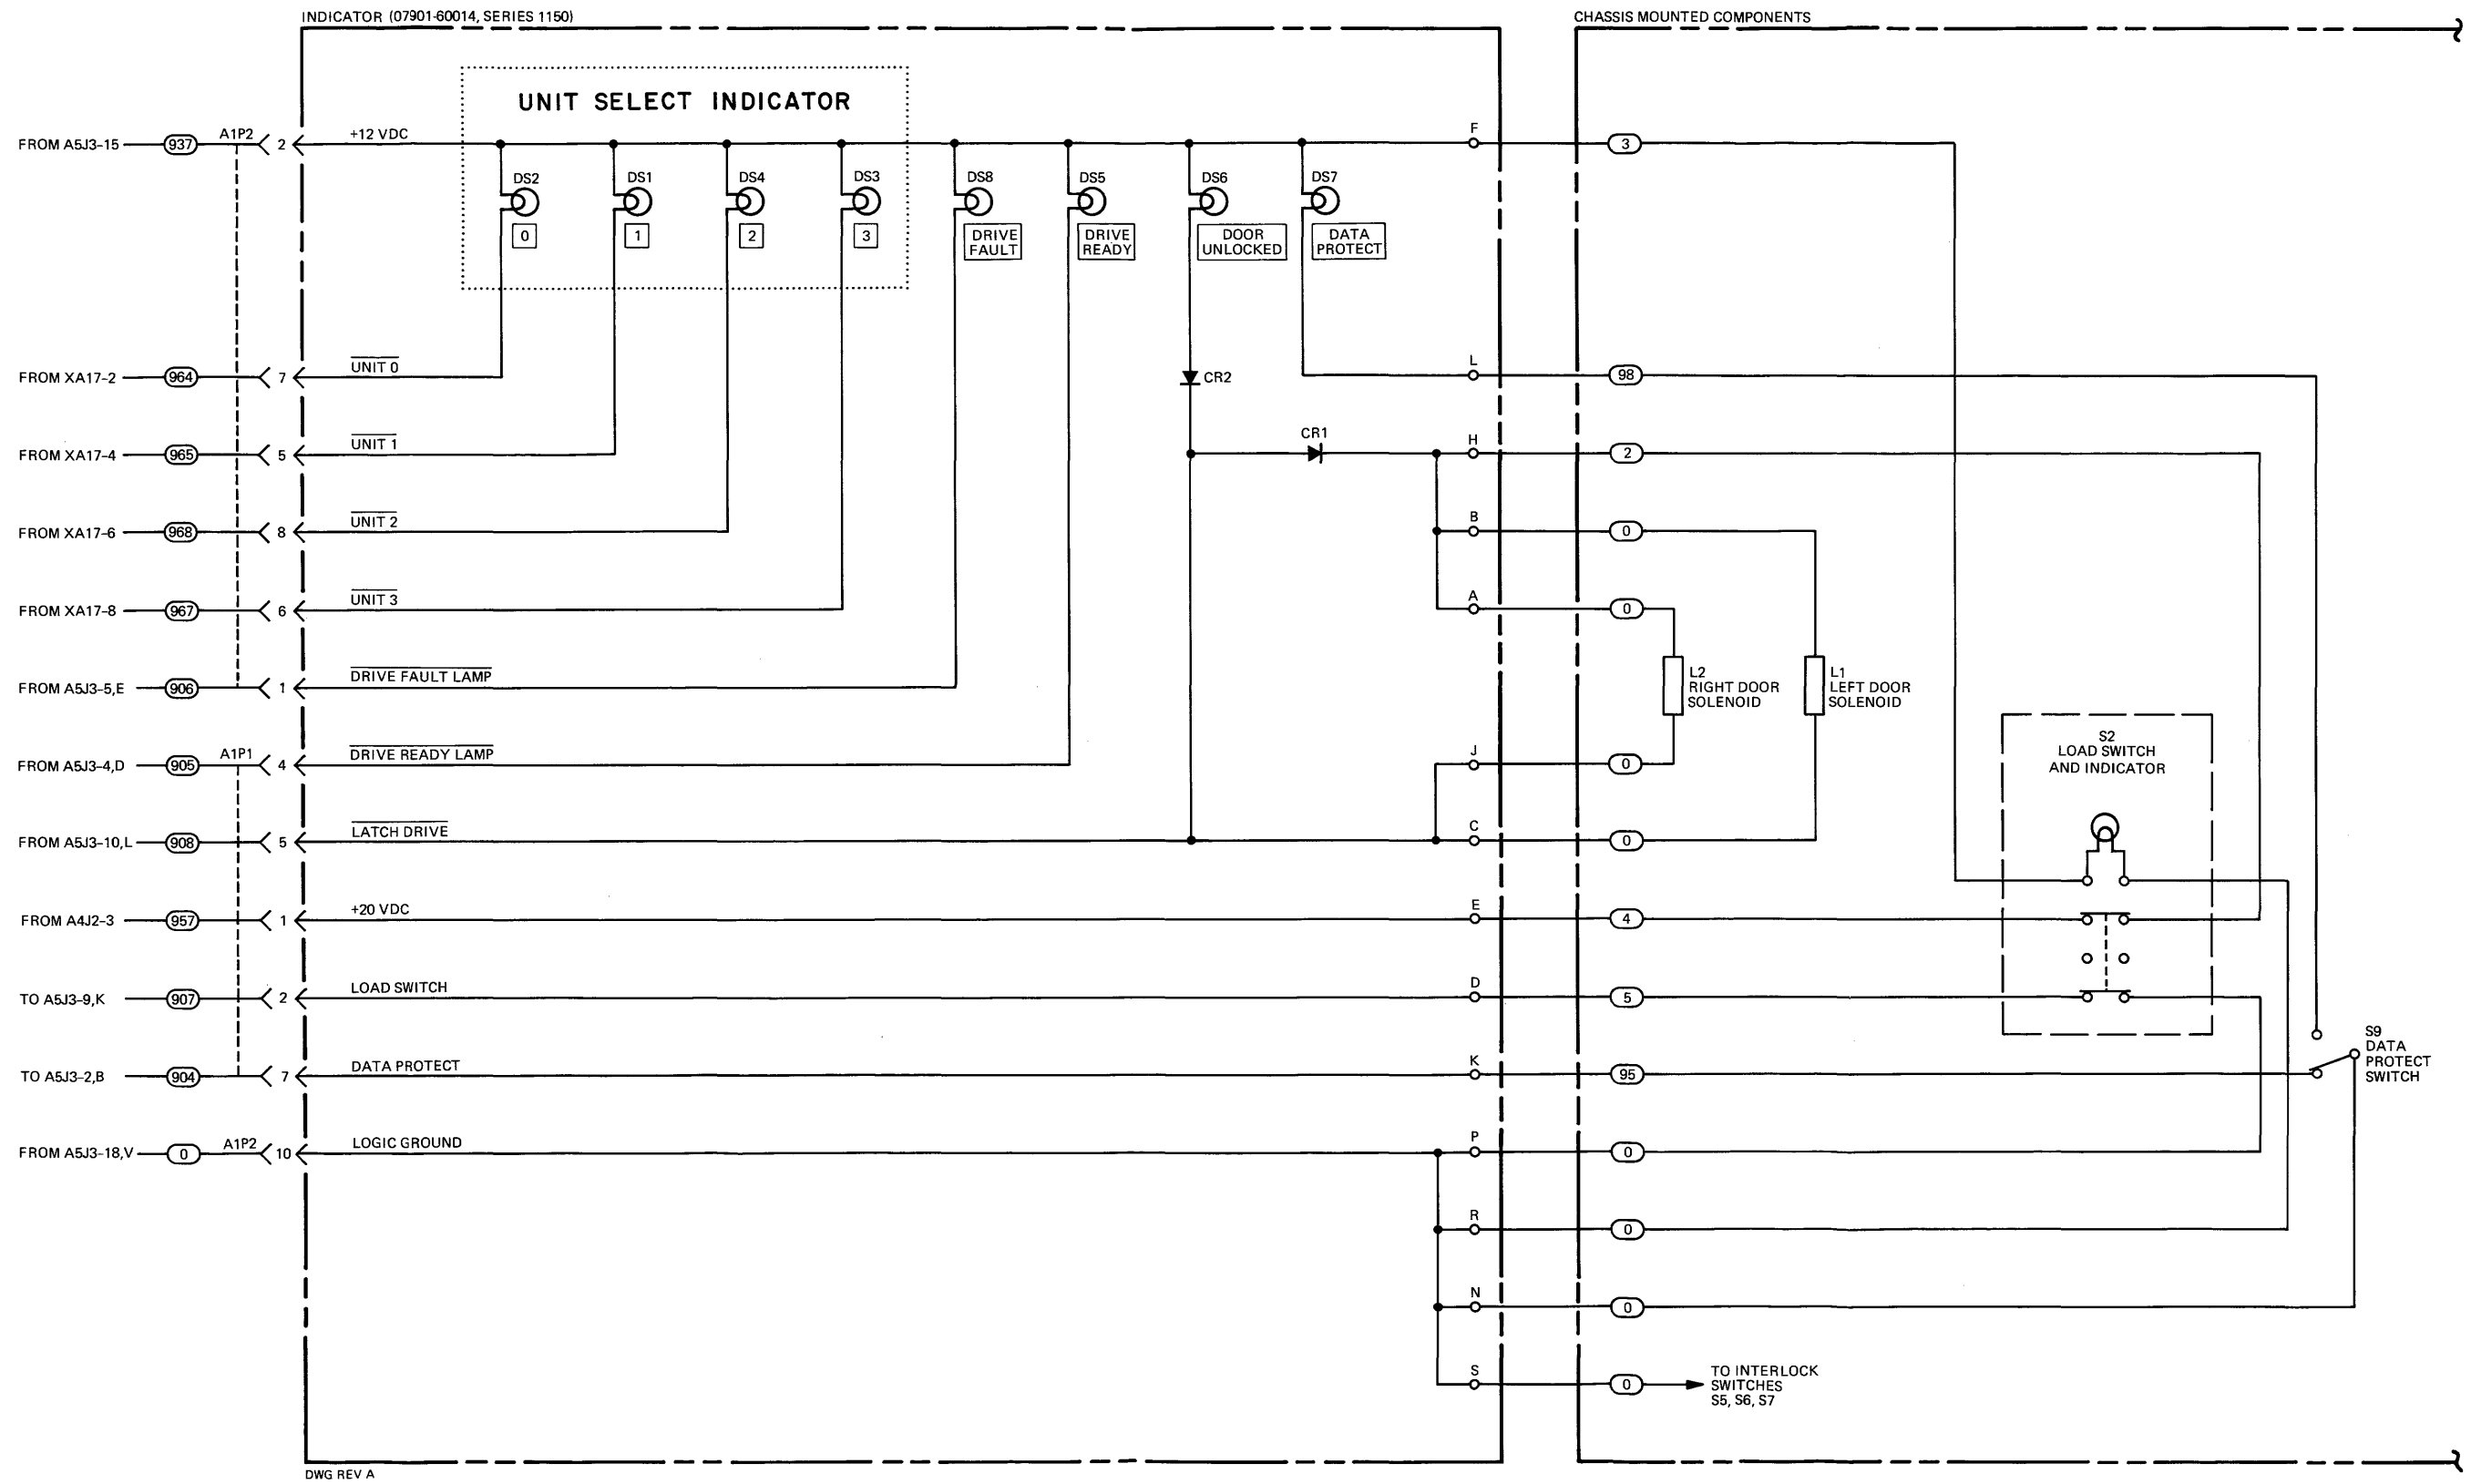 INDICATOR (07901-60014, SERIES 1150)
CHASSIS MOUNTED COMPONENTS
UNIT SELECT INDICATOR
FROM A5J3-15 937 A1P2 2 +12 VDC F 3
DS2 DS1 DS4 DS3 DS8 DS5 DS6 DS7
0 1 2 3
DRIVE
FAULT
DRIVE
READY
DOOR
UNLOCKED
DATA
PROTECT
FROM XA17-2 964 7 UNIT 0 CR2 L 98
FROM XA17-4 965 5 UNIT 1 CR1 H 2
FROM XA17-6 968 8 UNIT 2 B 0
FROM XA17-8 967 6 UNIT 3 A 0
FROM A5J3-5,E 906 1 DRIVE FAULT LAMP
L2
RIGHT DOOR
SOLENOID
L1
LEFT DOOR
SOLENOID
FROM A5J3-4,D 905 A1P1 4 DRIVE READY LAMP J 0
S2
LOAD SWITCH
AND INDICATOR
FROM A5J3-10,L 908 5 LATCH DRIVE C 0
FROM A4J2-3 957 1 +20 VDC E 4
TO A5J3-9,K 907 2 LOAD SWITCH D 5
TO A5J3-2,B 904 7 DATA PROTECT K 95
S9
DATA
PROTECT
SWITCH
FROM A5J3-18,V 0 A1P2 10 LOGIC GROUND P 0
R 0
N 0
S 0
TO INTERLOCK
SWITCHES
S5, S6, S7
DWG REV A